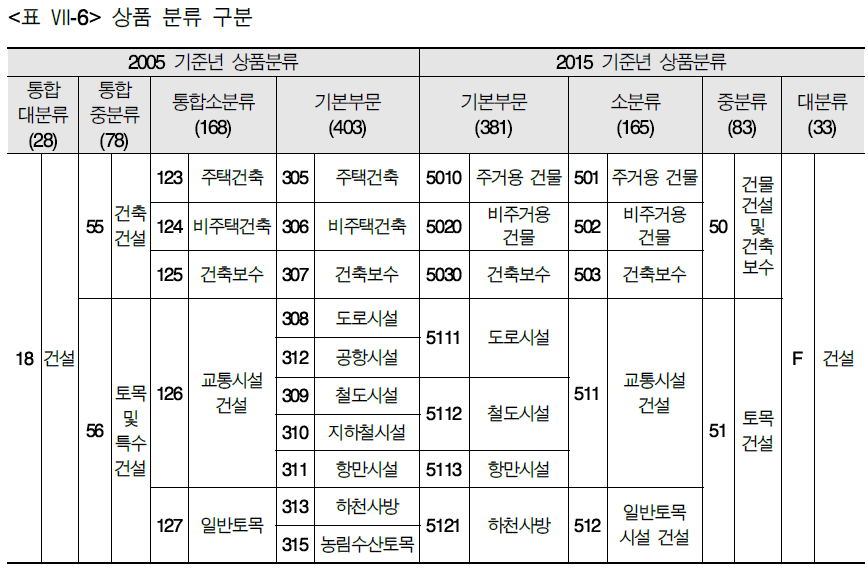 <표 Ⅶ-6> 상품 분류 구분
2005 기준년 상품분류 2015 기준년 상품분류
통합 대분류 (28) 통합 중분류 (78) 통합소분류 (168) 기본부문 (403) 기본부문 (381) 소분류 (165) 중분류 (83) 대분류 (33)
18 건설 55 건축 건설 123 주택건축 305 주택건축 5010 주거용 건물 501 주거용 건물 50 건물 건설 및 건축 보수 F 건설
124 비주택건축 306 비주택건축 5020 비주거용 건물 502 비주거용 건물
125 건축보수 307 건축보수 5030 건축보수 503 건축보수
56 토목 및 특수 건설 126 교통시설 건설 308 도로시설 5111 도로시설 511 교통시설 건설 51 토목 건설
312 공항시설
309 철도시설 5112 철도시설
310 지하철시설
311 항만시설 5113 항만시설
127 일반토목 313 하천사방 5121 하천사방 512 일반토목 시설 건설
315 농림수산토목